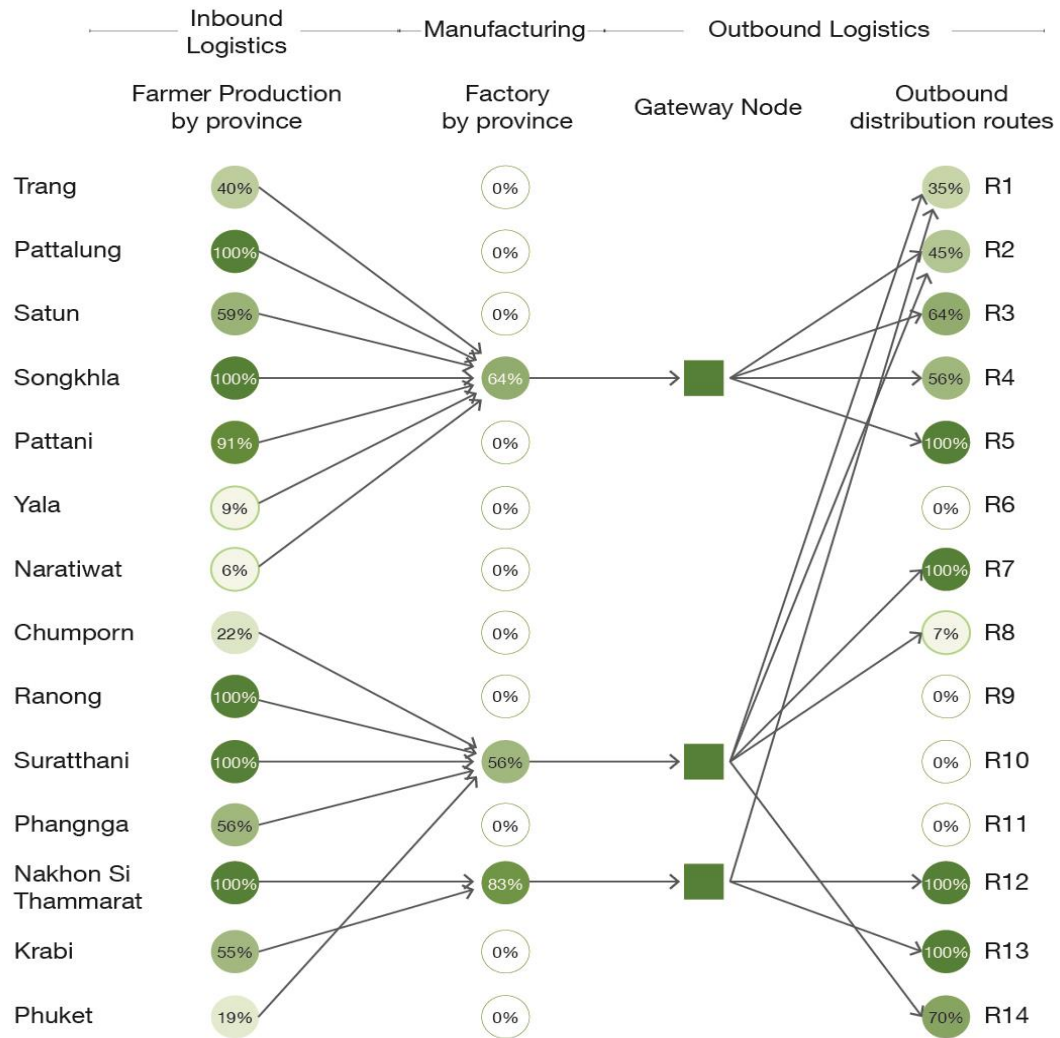 Inbound
Logistics
Manufacturing
Outbound Logistics
Farmer Production
by province
Factory
by province
Gateway Node
Outbound
distribution routes
Trang 40% 0% 35% R1
Pattalung 100% 0% 45% R2
Satun 59% 0% 64% R3
Songkhla 100% 64% 56% R4
Pattani 91% 0% 100% R5
Yala 9% 0% 0% R6
Naratiwat 6% 0% 100% R7
Chumporn 22% 0% 7% R8
Ranong 100% 0% 0% R9
Suratthani 100% 56% 0% R10
Phangnga 56% 0% 0% R11
Nakhon Si
Thammarat 100% 83% 100% R12
Krabi 55% 0% 100% R13
Phuket 19% 0% 70% R14